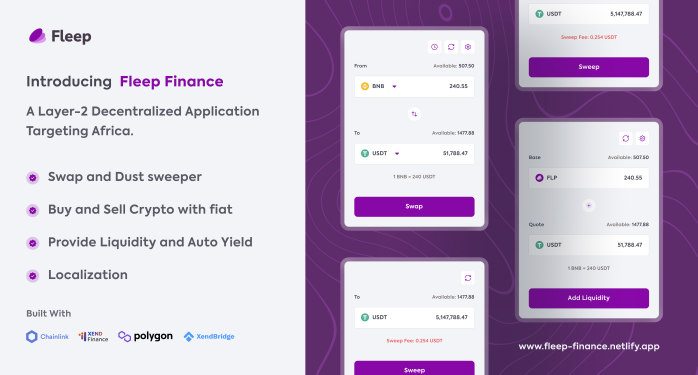 Fleep
Introducing Fleep Finance
A Layer-2 Decentralized Application
Targeting Africa.
Swap and Dust sweeper
Buy and Sell Crypto with fiat
Provide Liquidity and Auto Yield
Localization
Built With
Chainlink
XEND
Finance
polygon
XendBridge
From Available: 507.50
BNB 240.55
To Available: 1477.88
USDT 51,788.47
1 BNB = 240 USDT
Swap
To Available: 1477.88
USDT 5,147,788.47
Sweep Fee: 0.254 USDT
Sweep
USDT 5,147,788.47
Sweep Fee: 0.254 USDT
Sweep
Base Available: 507.50
FLP 240.55
Quote Available: 1477.88
USDT 51,788.47
1 BNB = 240 USDT
Add Liquidity
www.fleep-finance.netlify.app